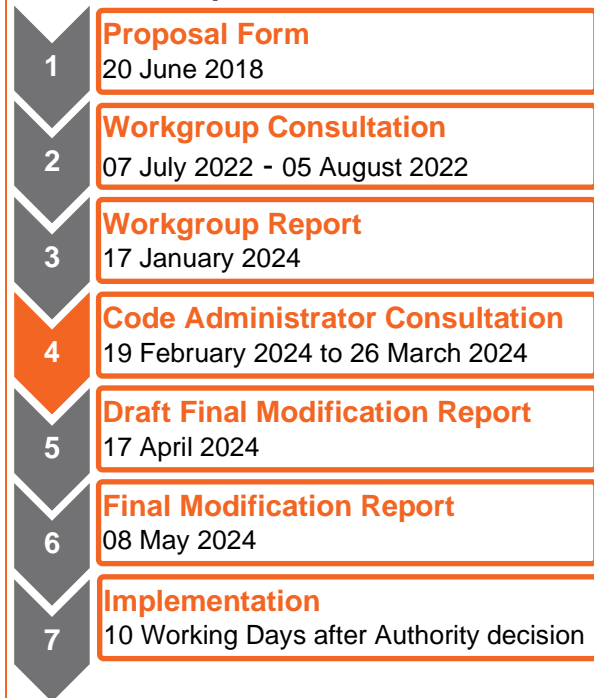 1
Proposal Form
20 June 2018
2
Workgroup Consultation
07 July 2022 - 05 August 2022
3
Workgroup Report
17 January 2024
4
Code Administrator Consultation
19 February 2024 to 26 March 2024
5
Draft Final Modification Report
17 April 2024
6
Final Modification Report
08 May 2024
7
Implementation
10 Working Days after Authority decision